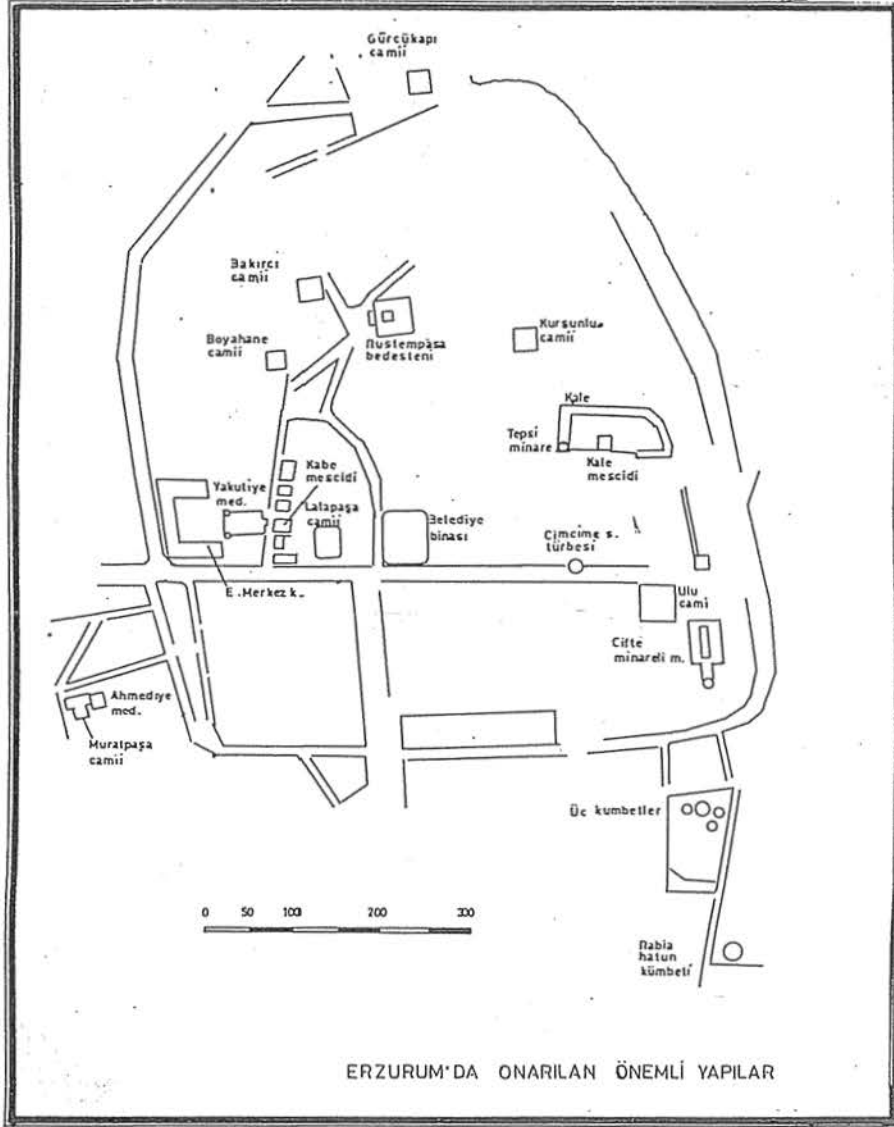 Gürcükapı
camii
Bakırcı
camii
Boyahane
camii
Rustempaşa
bedesteni
Kurşunlu
camii
Kale
Tepsi
minare
Kale
mescidi
Kabe
mescidi
Yakutiye
med.
Lalapaşa
camii
Belediye
binası
Cimcime s.
türbesi
E.Merkez k.
Ulu
cami
Cifte
minareli m.
Ahmediye
med.
Muratpaşa
camii
Üc kumbetler
0 50 100 200 300
Rabia
hatun
kümbeti
ERZURUM'DA ONARILAN ÖNEMLİ YAPILAR